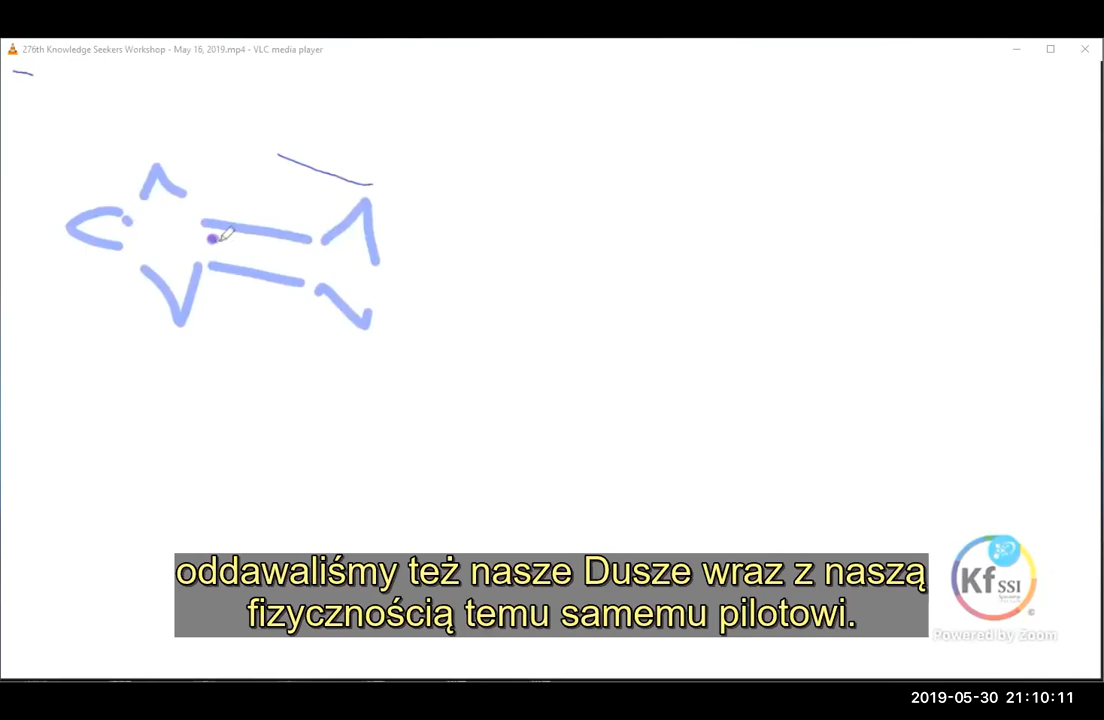 276th Knowledge Seekers Workshop - May 16, 2019.mp4 - VLC media player
oddawaliśmy też nasze Dusze wraz z naszą
fizycznością temu samemu pilotowi.
Kf SSI
©
Powered by Zoom
2019-05-30 21:10:11